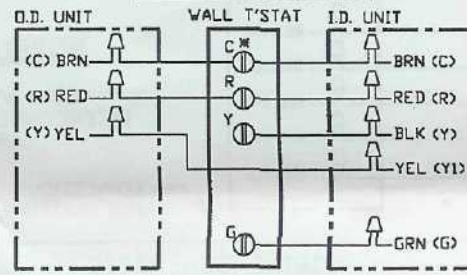 O.D. UNIT
WALL T'STAT
I.D. UNIT
(C) BRN
C*
BRN (C)
(R) RED
R
RED (R)
(Y) YEL
Y
BLK (Y)
YEL (Y1)
G
GRN (G)